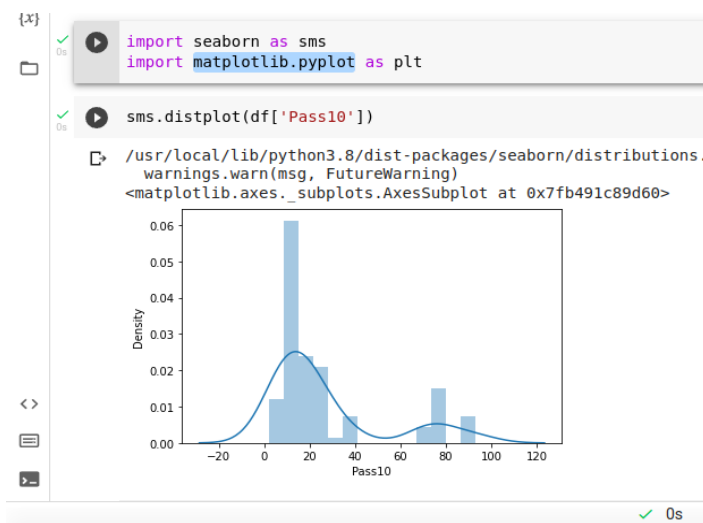 {x}
0s
import seaborn as sms
import matplotlib.pyplot as plt
0s
sms.distplot(df['Pass10'])
/usr/local/lib/python3.8/dist-packages/seaborn/distributions.
warnings.warn(msg, FutureWarning)
<matplotlib.axes._subplots.AxesSubplot at 0x7fb491c89d60>
0.06
0.05
0.04
0.03
0.02
0.01
0.00
Density
−20 0 20 40 60 80 100 120
Pass10
0s